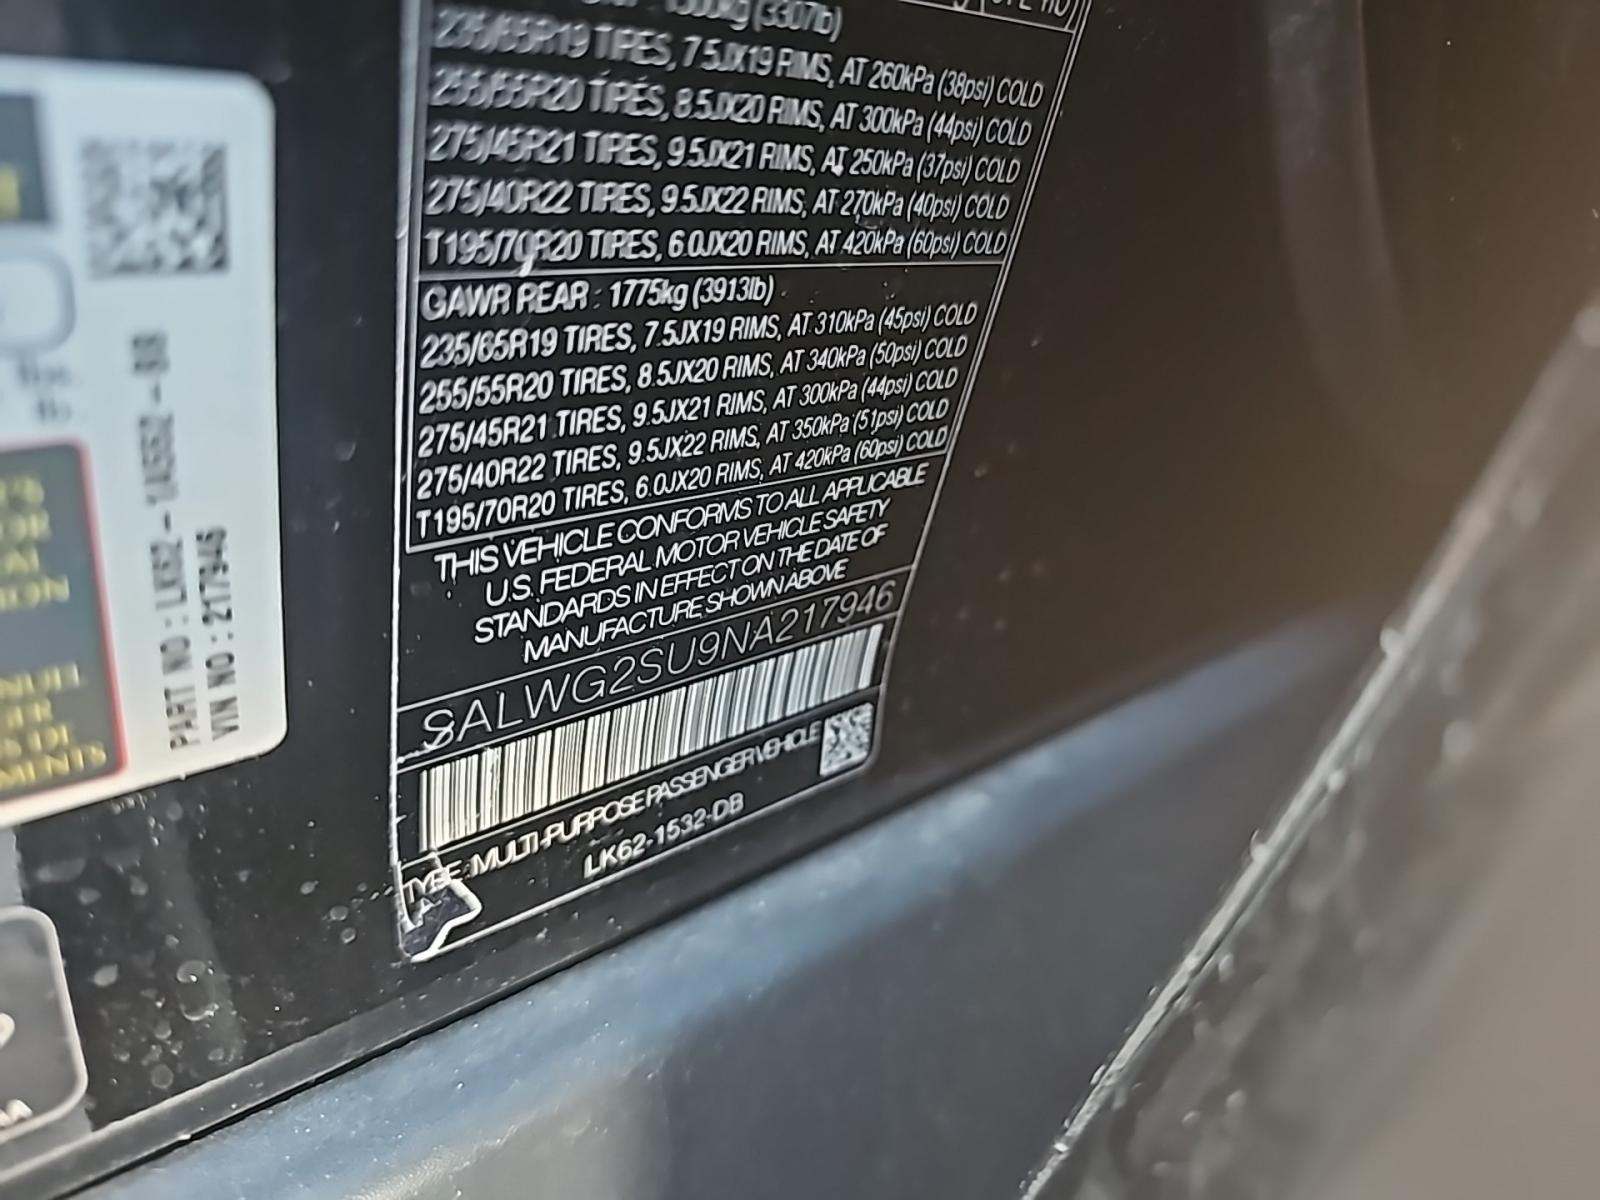 (3307lb)
235/65R19 TIRES, 7.5JX19 RIMS, AT 260kPa (38psi) COLD
255/55R20 TIRES, 8.5JX20 RIMS, AT 300kPa (44psi) COLD
275/45R21 TIRES, 9.5JX21 RIMS, AT 250kPa (37psi) COLD
275/40R22 TIRES, 9.5JX22 RIMS, AT 270kPa (40psi) COLD
T195/70R20 TIRES, 6.0JX20 RIMS, AT 420kPa (60psi) COLD
GAWR REAR : 1775kg (3913lb)
235/65R19 TIRES, 7.5JX19 RIMS, AT 310kPa (45psi) COLD
255/55R20 TIRES, 8.5JX20 RIMS, AT 340kPa (50psi) COLD
275/45R21 TIRES, 9.5JX21 RIMS, AT 300kPa (44psi) COLD
275/40R22 TIRES, 9.5JX22 RIMS, AT 350kPa (51psi) COLD
T195/70R20 TIRES, 6.0JX20 RIMS, AT 420kPa (60psi) COLD
THIS VEHICLE CONFORMS TO ALL APPLICABLE
U.S. FEDERAL MOTOR VEHICLE SAFETY
STANDARDS IN EFFECT ON THE DATE OF
MANUFACTURE SHOWN ABOVE
SALWG2SU9NA217946
TYPE : MULTI-PURPOSE PASSENGER VEHICLE
LK62-1532-DB
PART NO :
VIN NO : 217946